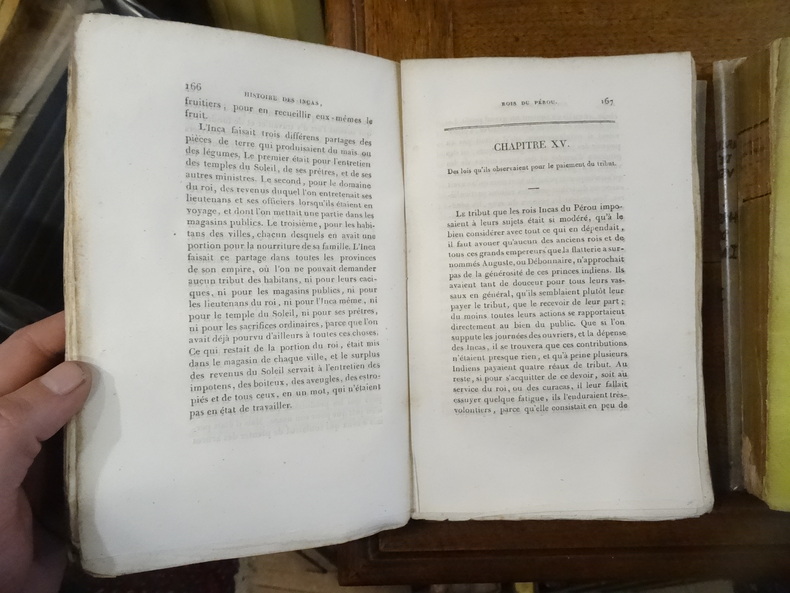 166
HISTOIRE DES INCAS,
fruitiers, pour en recueillir eux-mêmes le
fruit.
L'Inca faisait trois différens partages des
pièces de terre qui produisaient du maïs ou
des légumes. Le premier était pour l'entretien
des temples du Soleil, de ses prêtres, et de ses
autres ministres. Le second, pour le domaine
du roi, des revenus duquel l'on entretenait ses
lieutenans et ses officiers lorsqu'ils étaient en
voyage, et dont l'on mettait une partie dans les
magasins publics. Le troisième, pour les habi-
tans des villes, chacun desquels en avait une
portion pour la nourriture de sa famille. L'Inca
faisait ce partage dans toutes les provinces
de son empire, où l'on ne pouvait demander
aucun tribut des habitans, ni pour leurs caci-
ques, ni pour les magasins publics, ni pour
les lieutenans du roi, ni pour l'Inca même, ni
pour le temple du Soleil, ni pour ses prêtres,
ni pour les sacrifices ordinaires, parce que l'on
avait déjà pourvu d'ailleurs à toutes ces choses.
Ce qui restait de la portion du roi, était mis
dans le magasin de chaque ville, et le surplus
des revenus du Soleil servait à l'entretien des
impotens, des boiteux, des aveugles, des estro-
piés et de tous ceux, en un mot, qui n'étaient
pas en état de travailler.
ROIS DU PÉROU.
167
CHAPITRE XV.
Des lois qu'ils observaient pour le paiement du tribut.
Le tribut que les rois Incas du Pérou impo-
saient à leurs sujets était si modéré, qu'à le
bien considérer avec tout ce qui en dépendait,
il faut avouer qu'aucun des anciens rois et de
tous ces grands empereurs que la flatterie a sur-
nommés Auguste, ou Débonnaire, n'approchait
pas de la générosité de ces princes indiens. Ils
avaient tant de douceur pour tous leurs vas-
saux en général, qu'ils semblaient plutôt leur
payer le tribut, que le recevoir de leur part;
du moins toutes leurs actions se rapportaient
directement au bien du public. Que si l'on
suppute les journées des ouvriers, et la dépense
des Incas, il se trouvera que ces contributions
n'étaient presque rien, et qu'à peine plusieurs
Indiens payaient quatre réaux de tribut. Au
reste, si pour s'acquitter de ce devoir, soit au
service du roi, ou des curacas, il leur fallait
essuyer quelque fatigue, ils l'enduraient très-
volontiers, parce qu'elle consistait en peu de